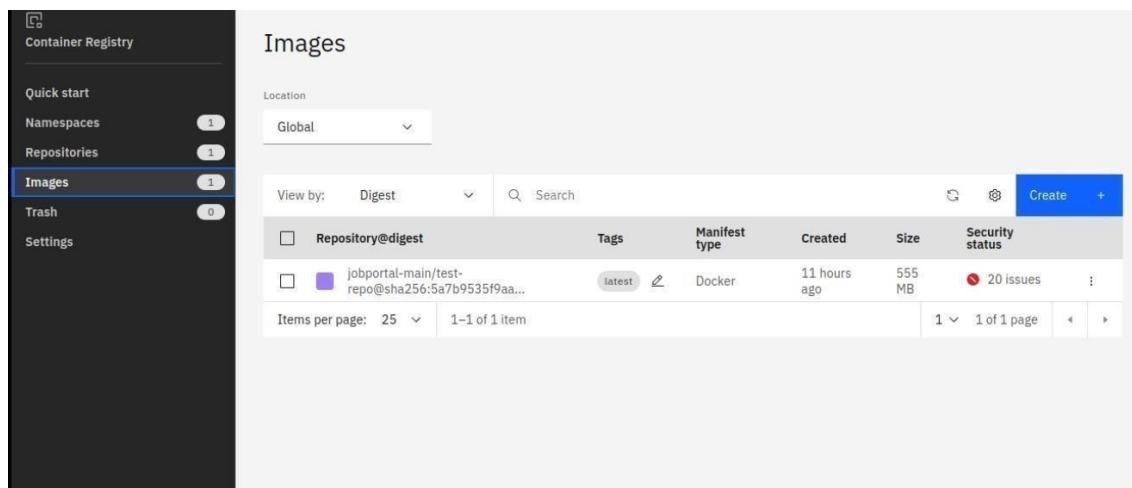 Container Registry
Quick start
Namespaces 1
Repositories 1
Images 1
Trash 0
Settings
Images
Location
Global
View by: Digest Search Create +
Repository@digest Tags Manifest type Created Size Security status
jobportal-main/test-
repo@sha256:5a7b9535f9aa...
latest Docker 11 hours ago 555 MB 20 issues
Items per page: 25 1–1 of 1 item 1 1 of 1 page